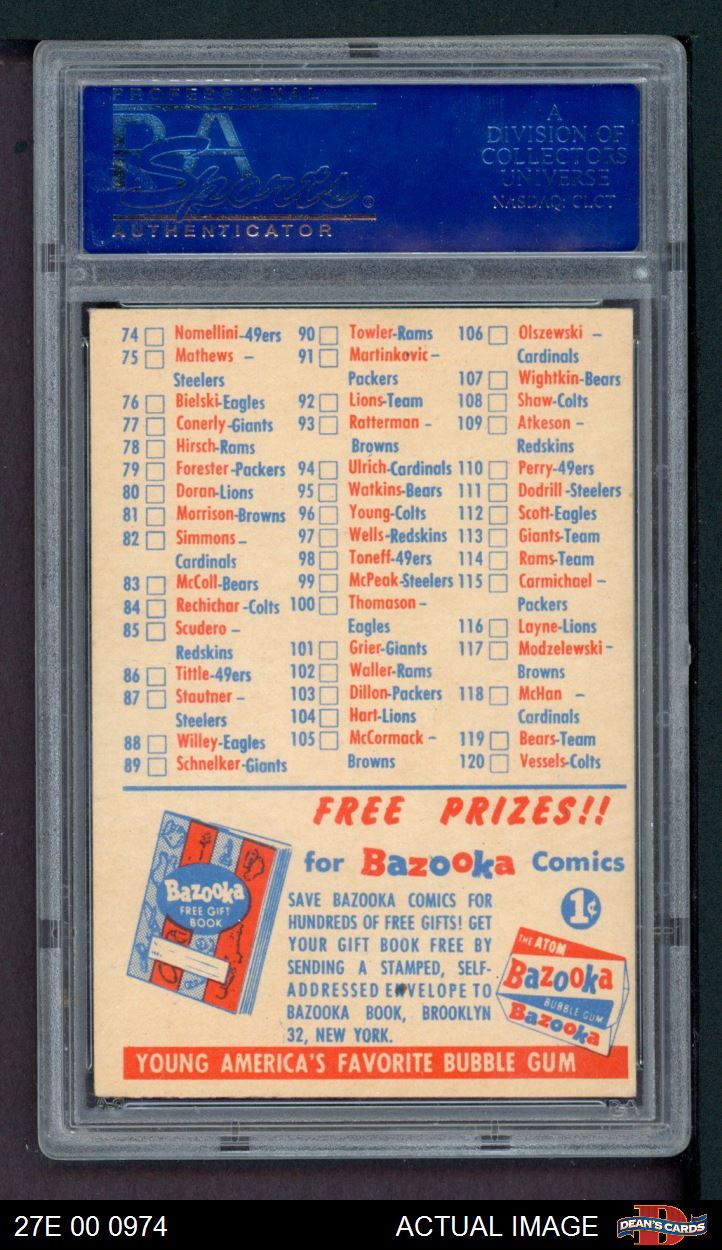 PROFESSIONAL
PSA
Sports®
AUTHENTICATOR
A
DIVISION OF
COLLECTORS
UNIVERSE
NASDAQ: CLCT
74 Nomellini-49ers
75 Mathews -
Steelers
76 Bielski-Eagles
77 Conerly-Giants
78 Hirsch-Rams
79 Forester-Packers
80 Doran-Lions
81 Morrison-Browns
82 Simmons-
Cardinals
83 McColl-Bears
84 Rechichar-Colts
85 Scudero -
Redskins
86 Tittle-49ers
87 Stautner -
Steelers
88 Willey-Eagles
89 Schnelker-Giants
90 Towler-Rams
91 Martinkovic-
Packers
92 Lions-Team
93 Ratterman -
Browns
94 Ulrich-Cardinals
95 Watkins-Bears
96 Young-Colts
97 Wells-Redskins
98 Toneff-49ers
99 McPeak-Steelers
100 Thomason-
Eagles
101 Grier-Giants
102 Waller-Rams
103 Dillon-Packers
104 Hart-Lions
105 McCormack -
Browns
106 Olszewski -
Cardinals
107 Wightkin-Bears
108 Shaw-Colts
109 Atkeson -
Redskins
110 Perry-49ers
111 Dodrill-Steelers
112 Scott-Eagles
113 Giants-Team
114 Rams-Team
115 Carmichael -
Packers
116 Layne-Lions
117 Modzelewski-
Browns
118 McHan -
Cardinals
119 Bears-Team
120 Vessels-Colts
FREE PRIZES!!
for Bazooka Comics
Bazooka
FREE GIFT
BOOK
SAVE BAZOOKA COMICS FOR
HUNDREDS OF FREE GIFTS! GET
YOUR GIFT BOOK FREE BY
SENDING A STAMPED, SELF-
ADDRESSED ENVELOPE TO
BAZOOKA BOOK, BROOKLYN
32, NEW YORK.
1¢
THE ATOM
Bazooka
BUBBLE GUM
Bazooka
YOUNG AMERICA'S FAVORITE BUBBLE GUM
27E 00 0974
ACTUAL IMAGE
DEAN'S CARDS